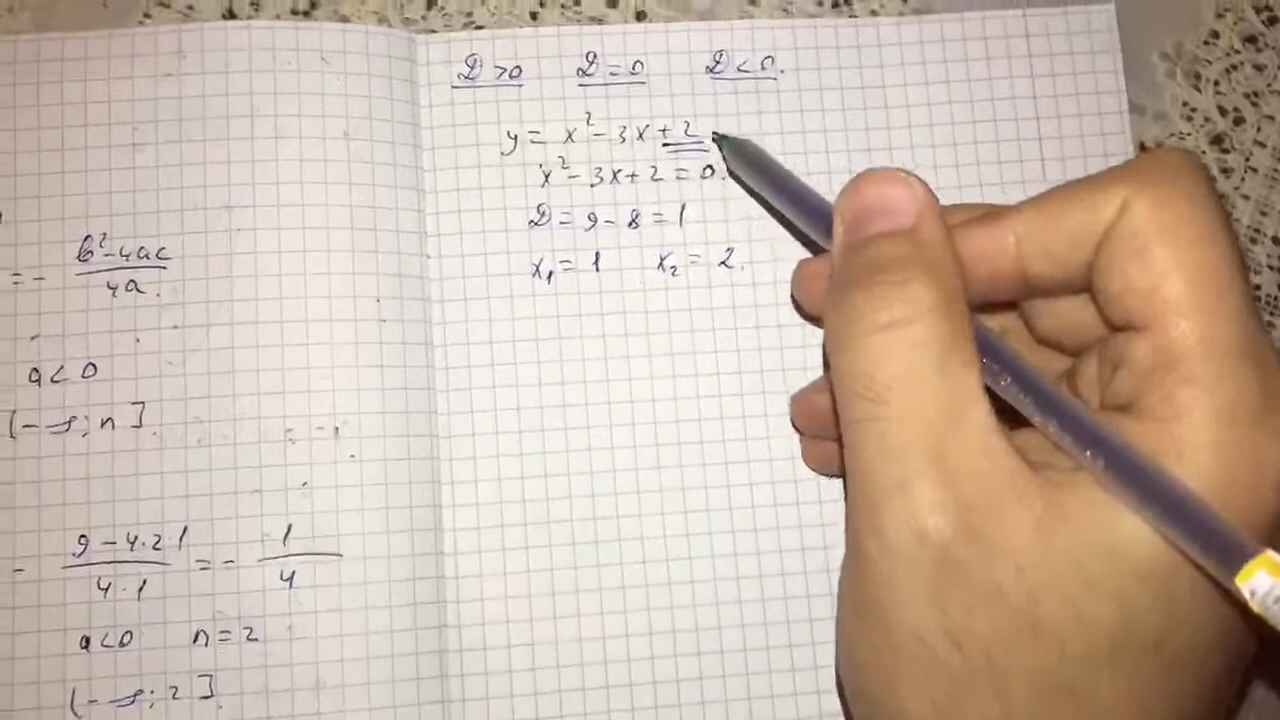 = - b²-4ac / 4a.
a<0
(-∞; n].
- 9-4·2·1 / 4·1 = - 1/4
a<0 n=2
(-∞; 2].
D>0 D=0 D<0.
y = x²-3x+2
x²-3x+2=0.
D=9-8=1
x₁=1 x₂=2.